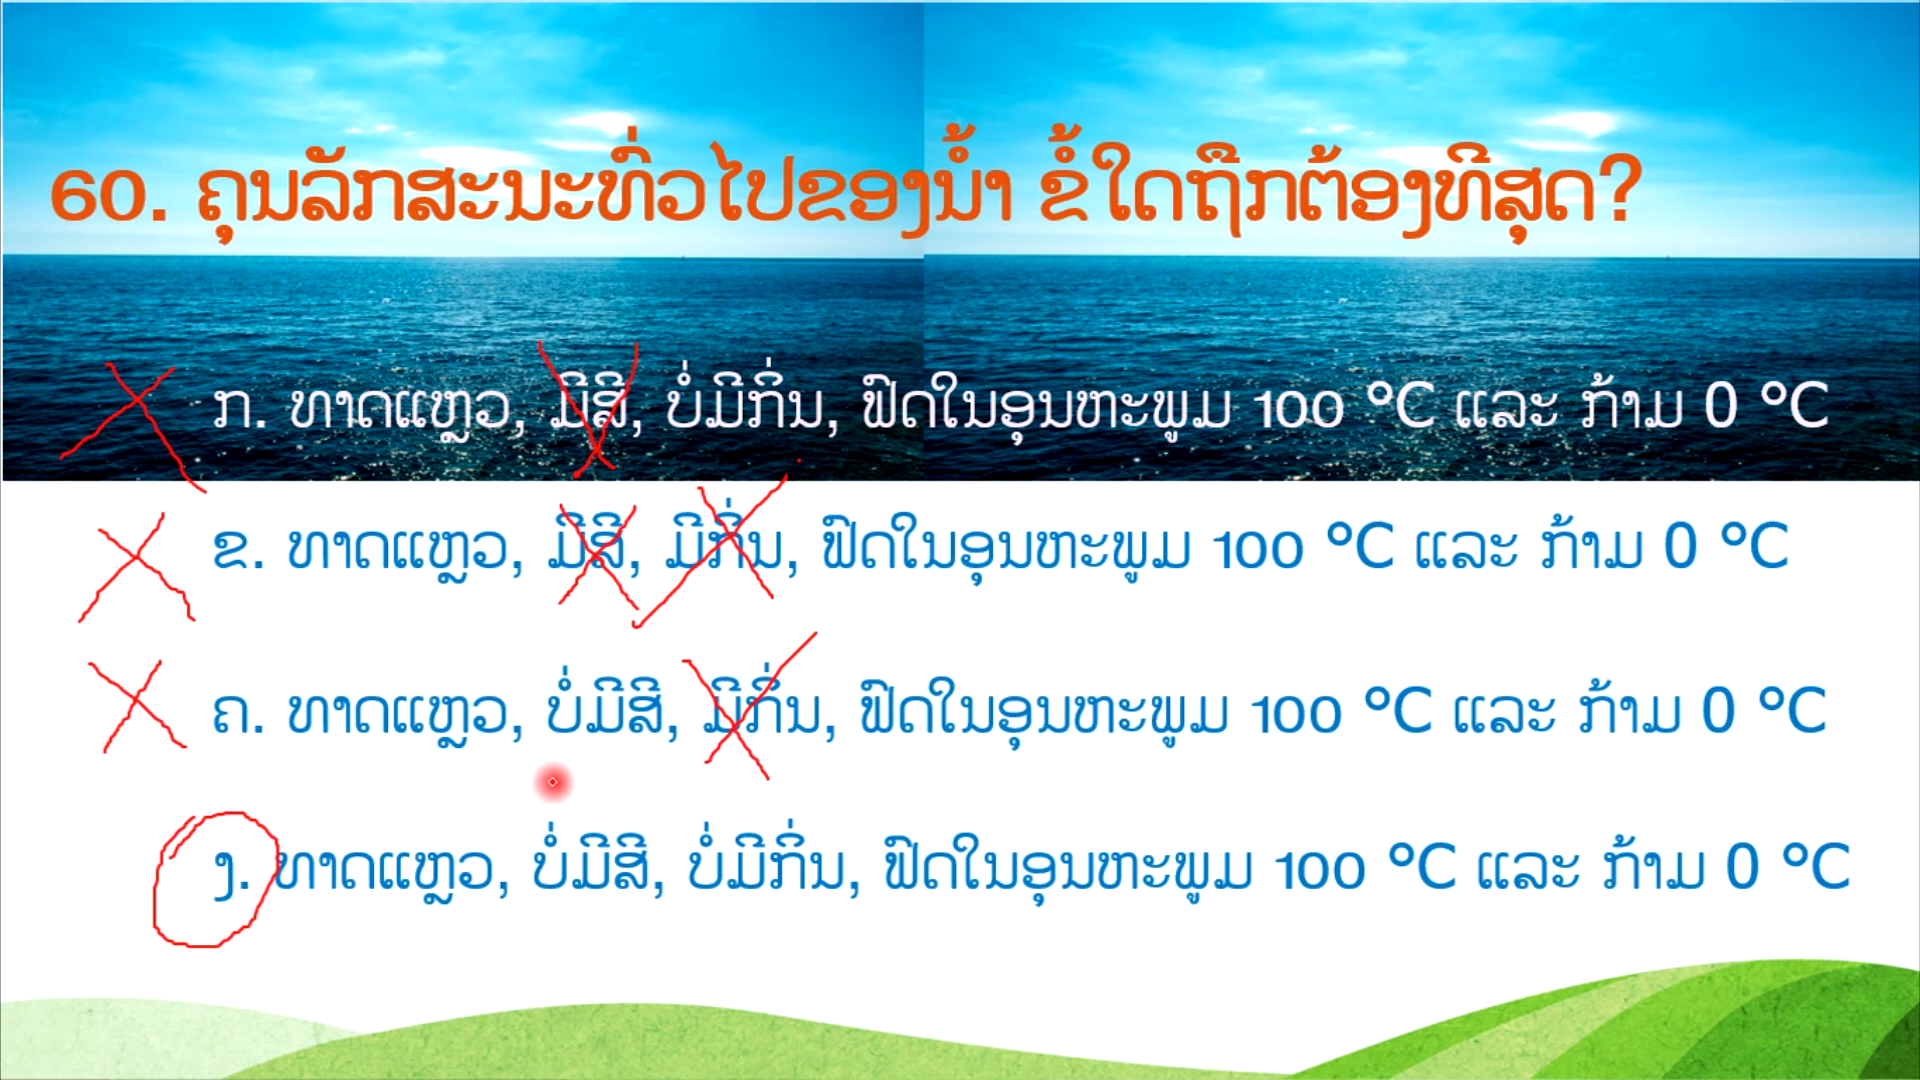 60. ຄຸນລັກສະນະທົ່ວໄປຂອງນ້ຳ ຂໍ້ໃດຖືກຕ້ອງທີສຸດ?
ກ. ທາດແຫຼວ, ມີສີ, ບໍ່ມີກິ່ນ, ຟົດໃນອຸນຫະພູມ 100 °C ແລະ ກ້າມ 0 °C
ຂ. ທາດແຫຼວ, ມີສີ, ມີກິ່ນ, ຟົດໃນອຸນຫະພູມ 100 °C ແລະ ກ້າມ 0 °C
ຄ. ທາດແຫຼວ, ບໍ່ມີສີ, ມີກິ່ນ, ຟົດໃນອຸນຫະພູມ 100 °C ແລະ ກ້າມ 0 °C
ງ. ທາດແຫຼວ, ບໍ່ມີສີ, ບໍ່ມີກິ່ນ, ຟົດໃນອຸນຫະພູມ 100 °C ແລະ ກ້າມ 0 °C